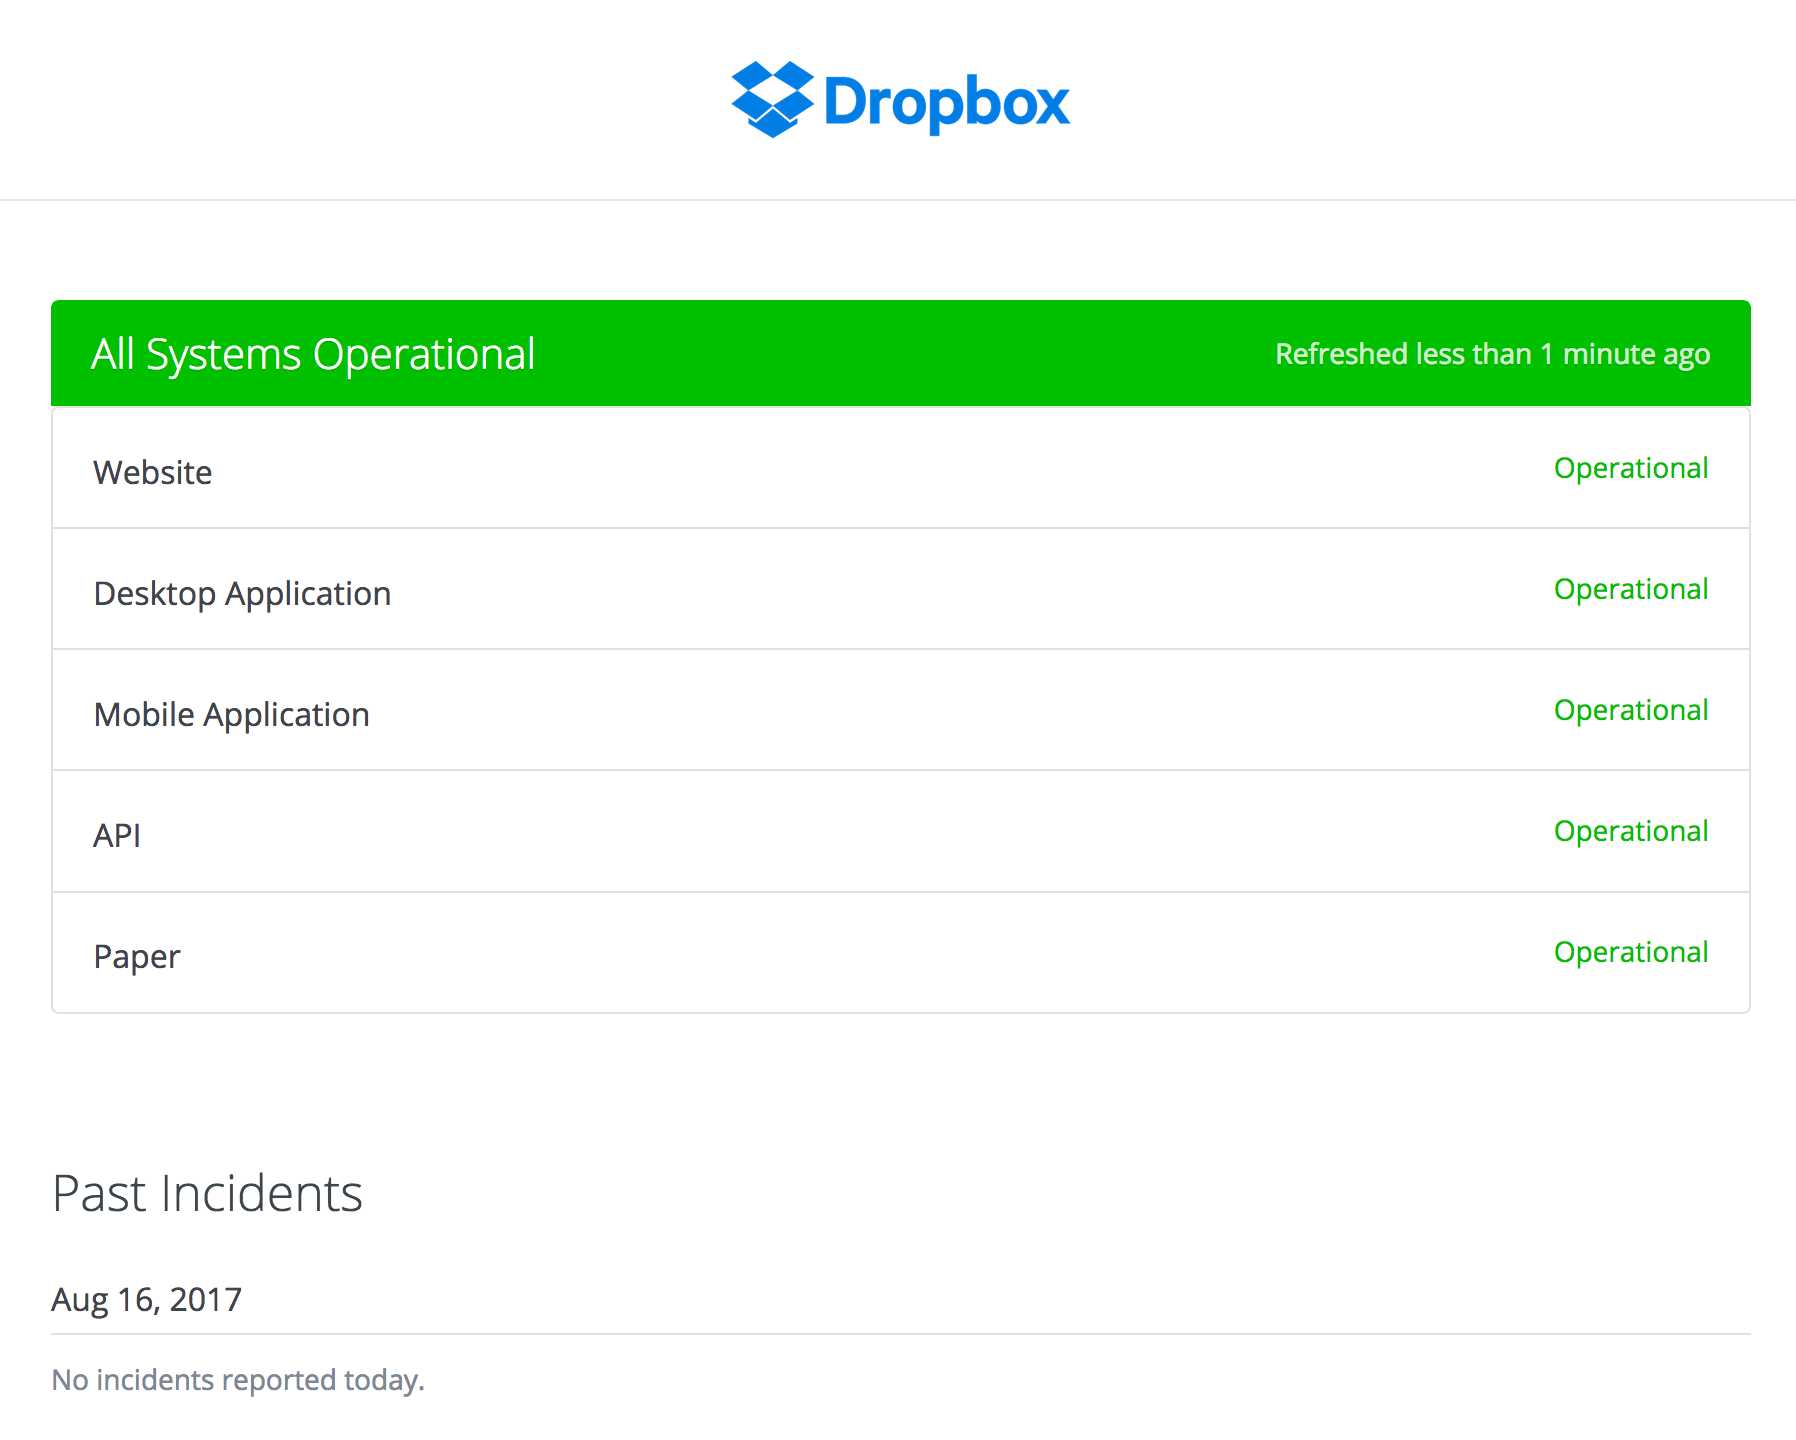 Dropbox
All Systems Operational Refreshed less than 1 minute ago
Website Operational
Desktop Application Operational
Mobile Application Operational
API Operational
Paper Operational
Past Incidents
Aug 16, 2017
No incidents reported today.